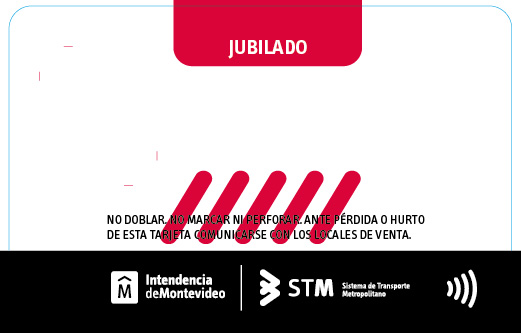 JUBILADO
NO DOBLAR. NO MARCAR NI PERFORAR. ANTE PÉRDIDA O HURTO
DE ESTA TARJETA COMUNICARSE CON LOS LOCALES DE VENTA.
Intendencia
deMontevideo
STM
Sistema de Transporte
Metropolitano